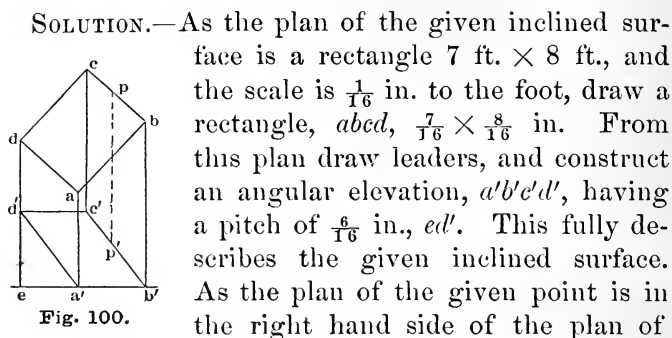 SOLUTION.—As the plan of the given inclined sur-
face is a rectangle 7 ft. × 8 ft., and
the scale is 1/16 in. to the foot, draw a
rectangle, abcd, 7/16 × 8/16 in. From
this plan draw leaders, and construct
an angular elevation, a'b'c'd', having
a pitch of 6/16 in., ed'. This fully de-
scribes the given inclined surface.
As the plan of the given point is in
the right hand side of the plan of
c
p
b
d
a
d'
c'
p'
e
a'
b'
Fig. 100.